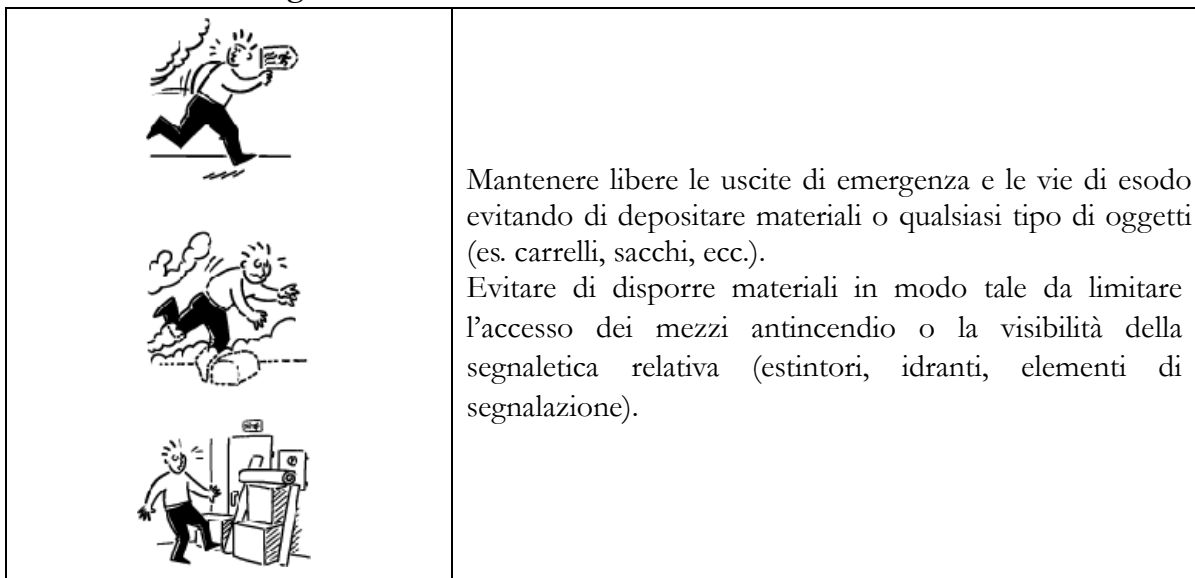 Mantenere libere le uscite di emergenza e le vie di esodo
evitando di depositare materiali o qualsiasi tipo di oggetti
(es. carrelli, sacchi, ecc.).
Evitare di disporre materiali in modo tale da limitare
l’accesso dei mezzi antincendio o la visibilità della
segnaletica relativa (estintori, idranti, elementi di
segnalazione).